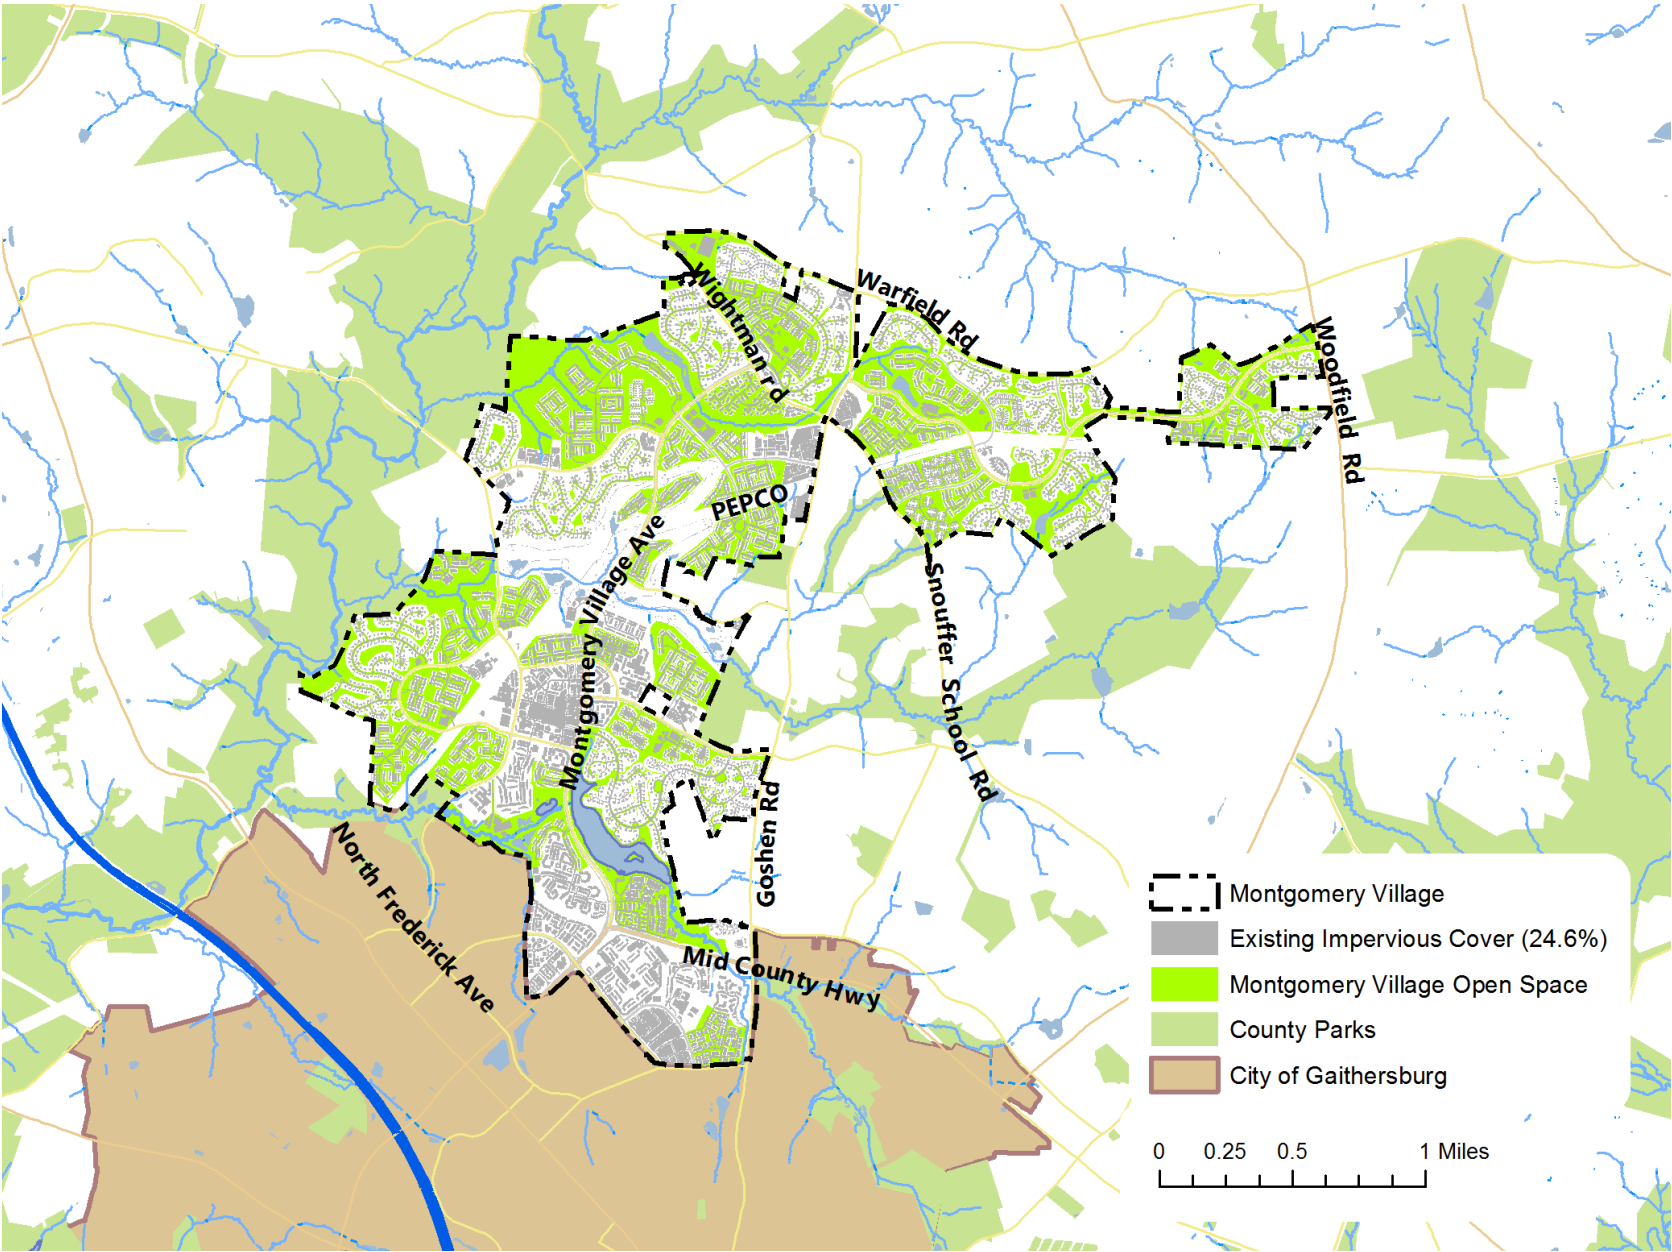 Wightman rd
Warfield Rd
Woodfield Rd
PEPCO
Montgomery Village Ave
Snouffer School Rd
Goshen Rd
North Frederick Ave
Mid County Hwy
Montgomery Village
Existing Impervious Cover (24.6%)
Montgomery Village Open Space
County Parks
City of Gaithersburg
0 0.25 0.5 1 Miles